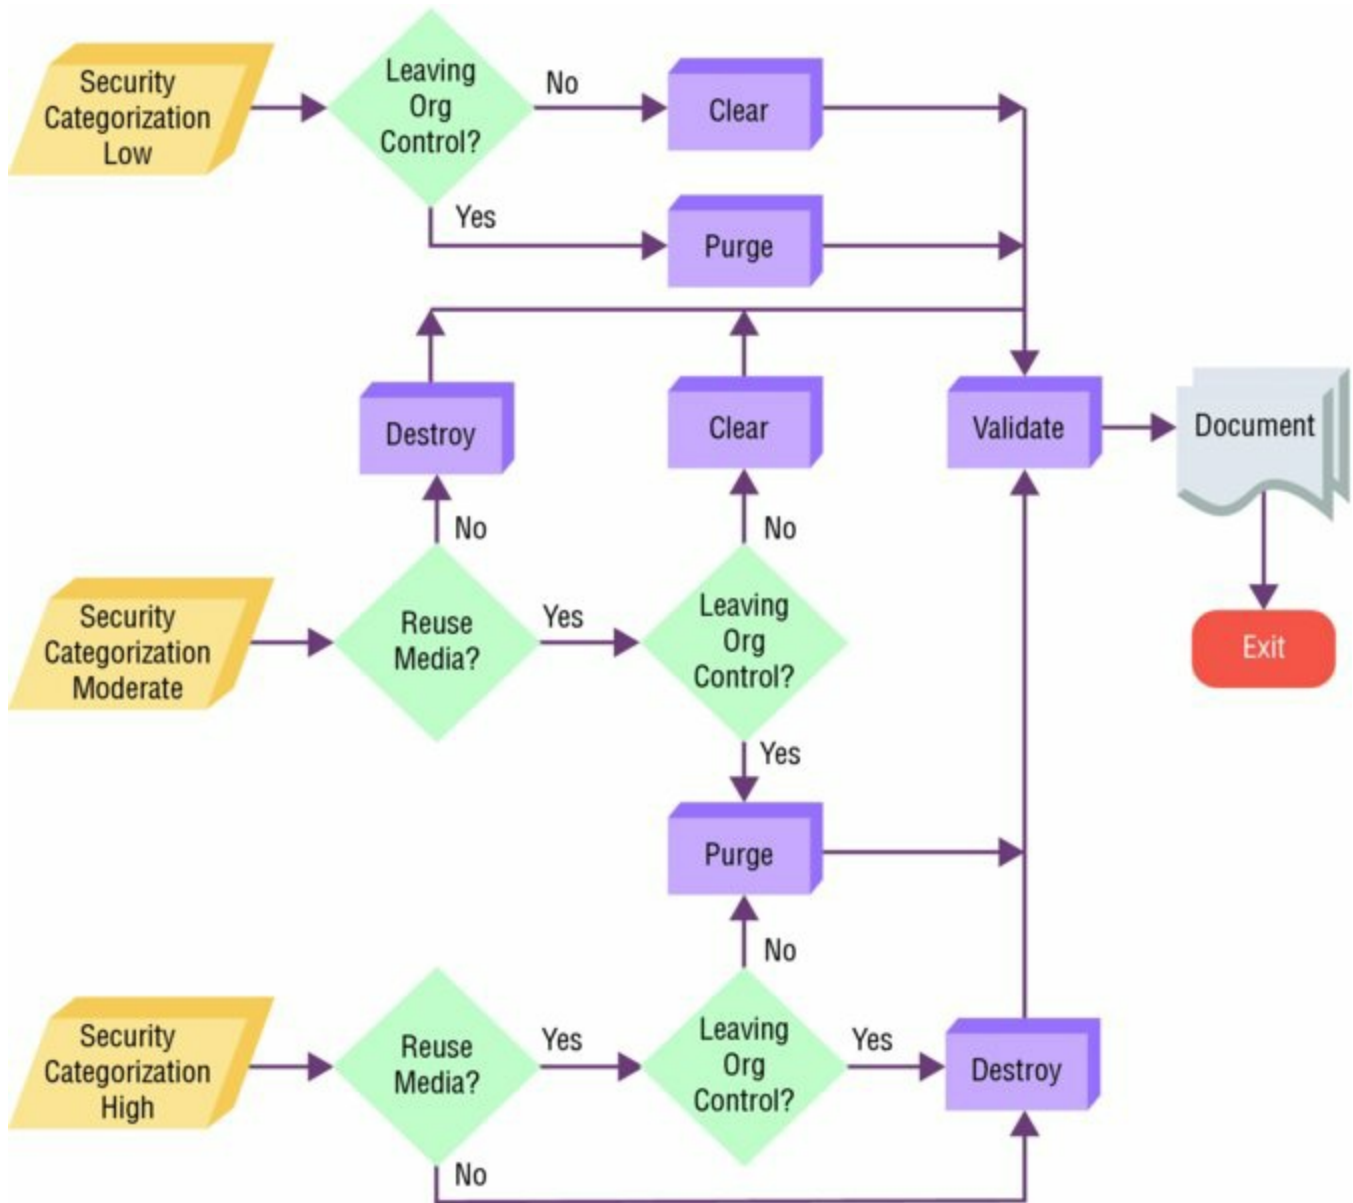 Security
Categorization
Low
Leaving
Org
Control?
No
Clear
Yes
Purge
Destroy
Clear
Validate
Document
No
No
Security
Categorization
Moderate
Reuse
Media?
Yes
Leaving
Org
Control?
Exit
Yes
Purge
No
Security
Categorization
High
Reuse
Media?
Yes
Leaving
Org
Control?
Yes
Destroy
No